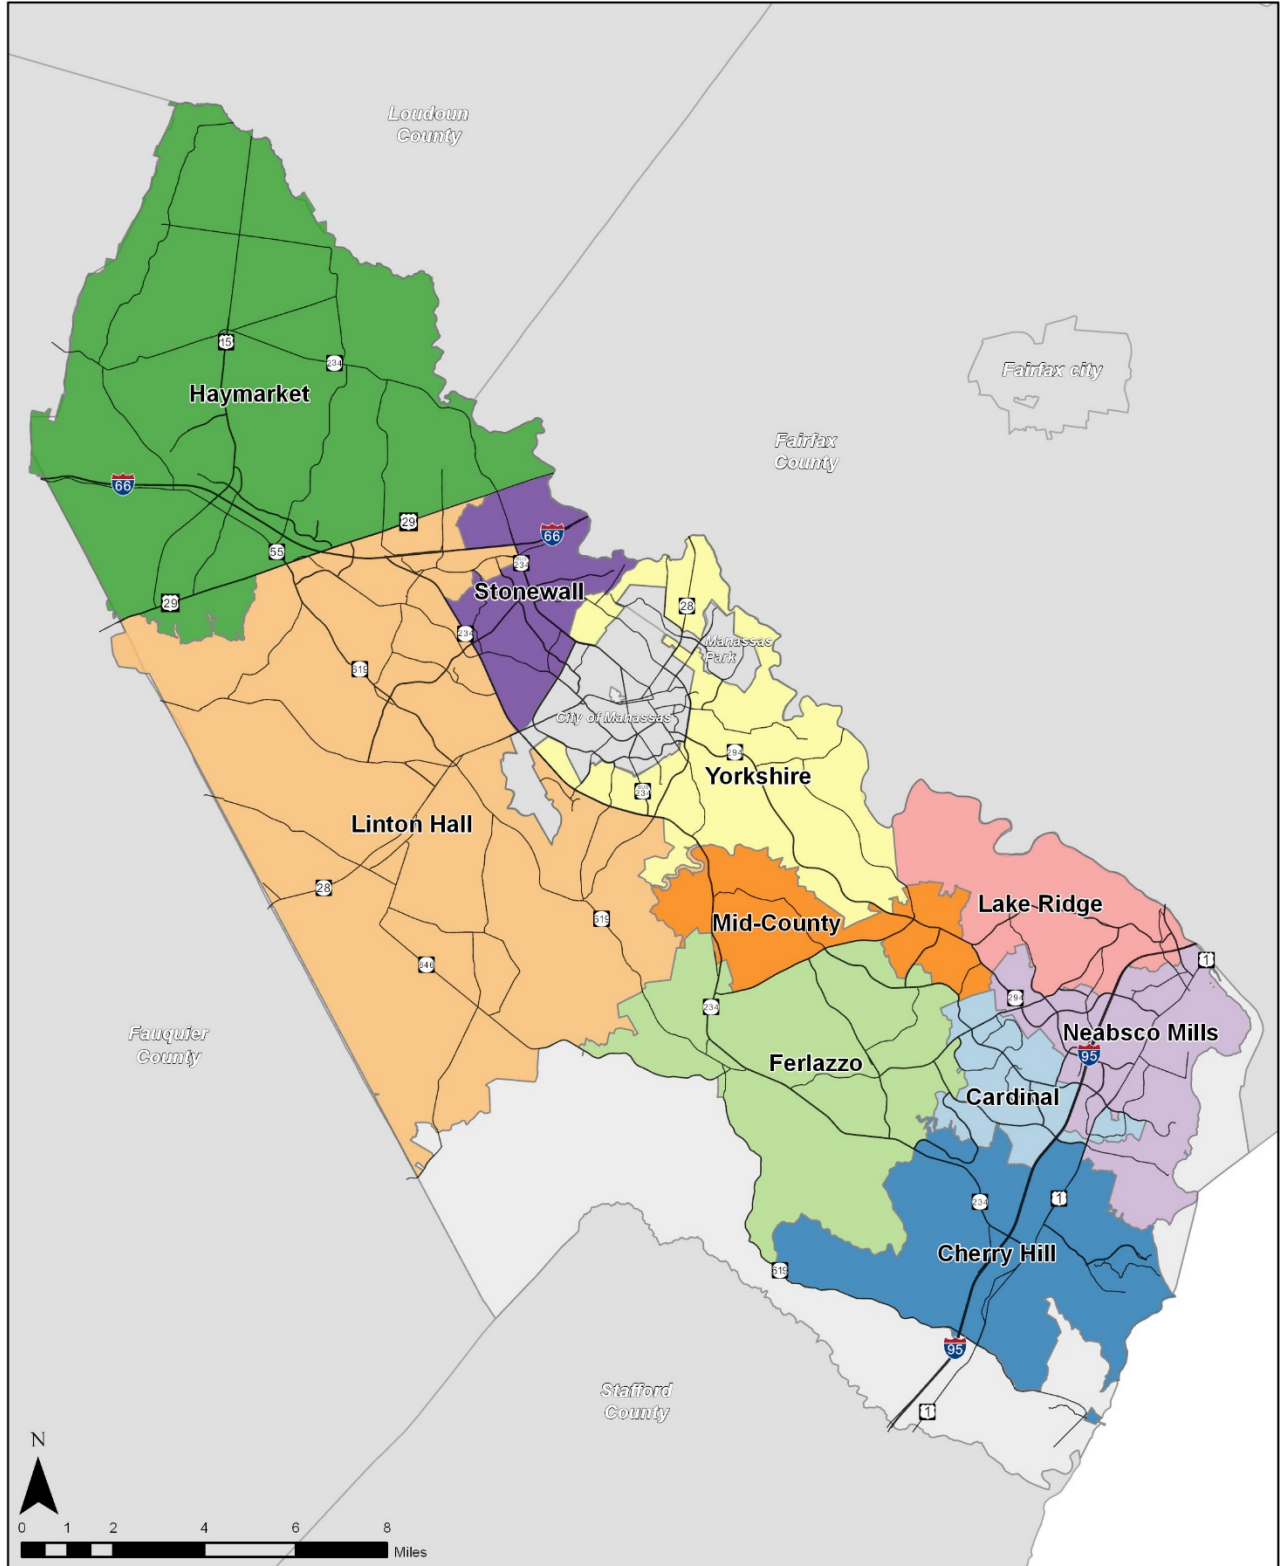 Loudoun
County
15
234
Haymarket
Fairfax city
Fairfax
County
66
29
66
55
234
Stonewall
29
28
234
Manassas
Park
619
City of Manassas
294
Yorkshire
234
Linton Hall
28
Lake Ridge
619
Mid-County
1
646
294
234
Neabsco Mills
Fauquier
County
95
Ferlazzo
Cardinal
234
1
Cherry Hill
619
95
Stafford
County
1
N
0 1 2 4 6 8
Miles